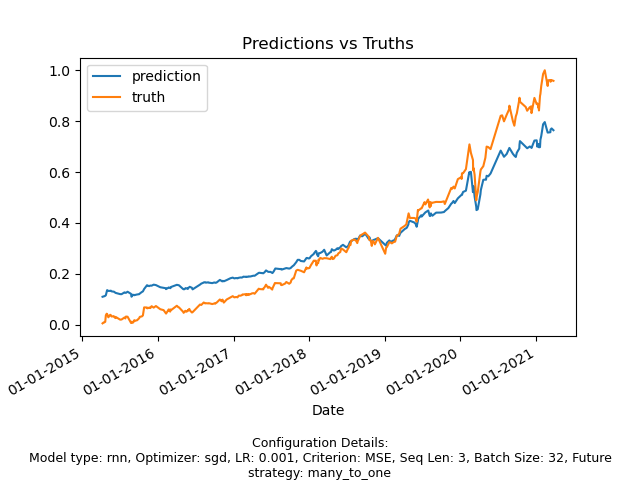 Predictions vs Truths
prediction
truth
1.0
0.8
0.6
0.4
0.2
0.0
01-01-2015
01-01-2016
01-01-2017
01-01-2018
01-01-2019
01-01-2020
01-01-2021
Date
Configuration Details:
Model type: rnn, Optimizer: sgd, LR: 0.001, Criterion: MSE, Seq Len: 3, Batch Size: 32, Future
strategy: many_to_one